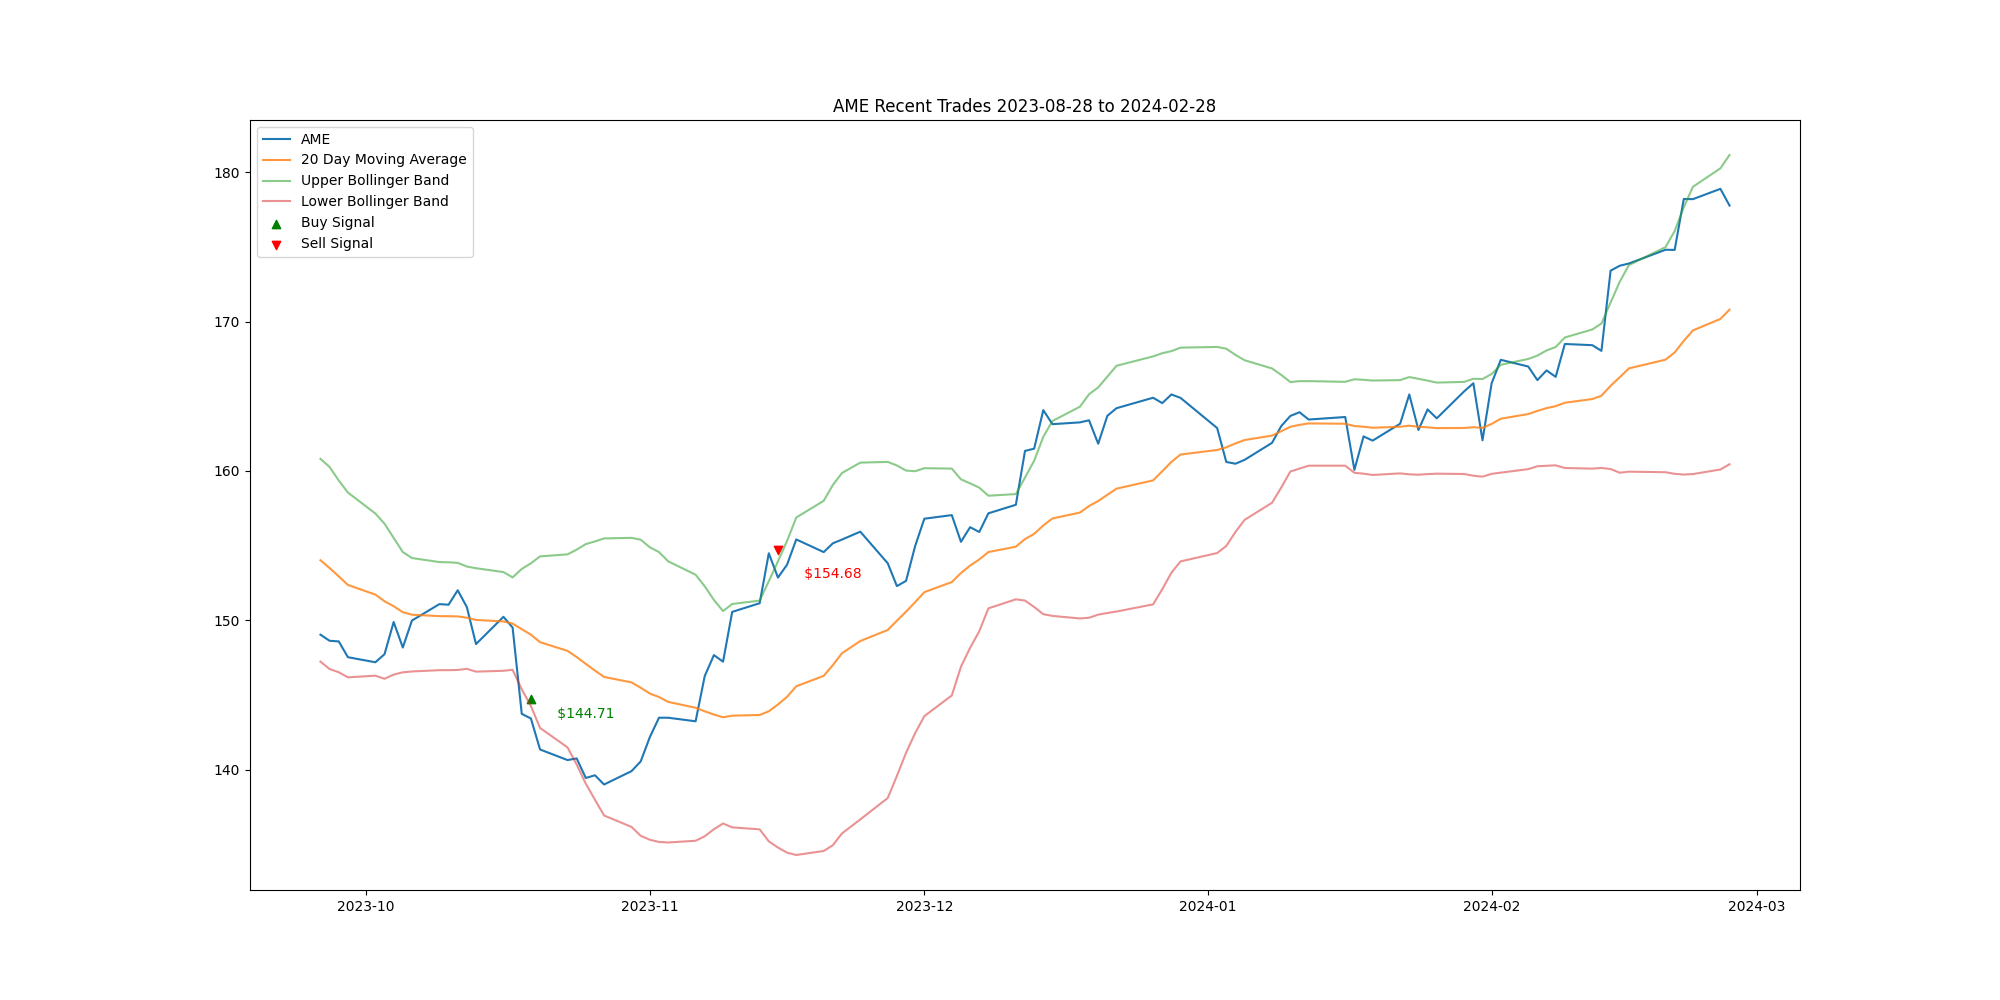 AME Recent Trades 2023-08-28 to 2024-02-28
AME
20 Day Moving Average
Upper Bollinger Band
Lower Bollinger Band
Buy Signal
Sell Signal
180
170
160
150
140
$154.68
$144.71
2023-10
2023-11
2023-12
2024-01
2024-02
2024-03